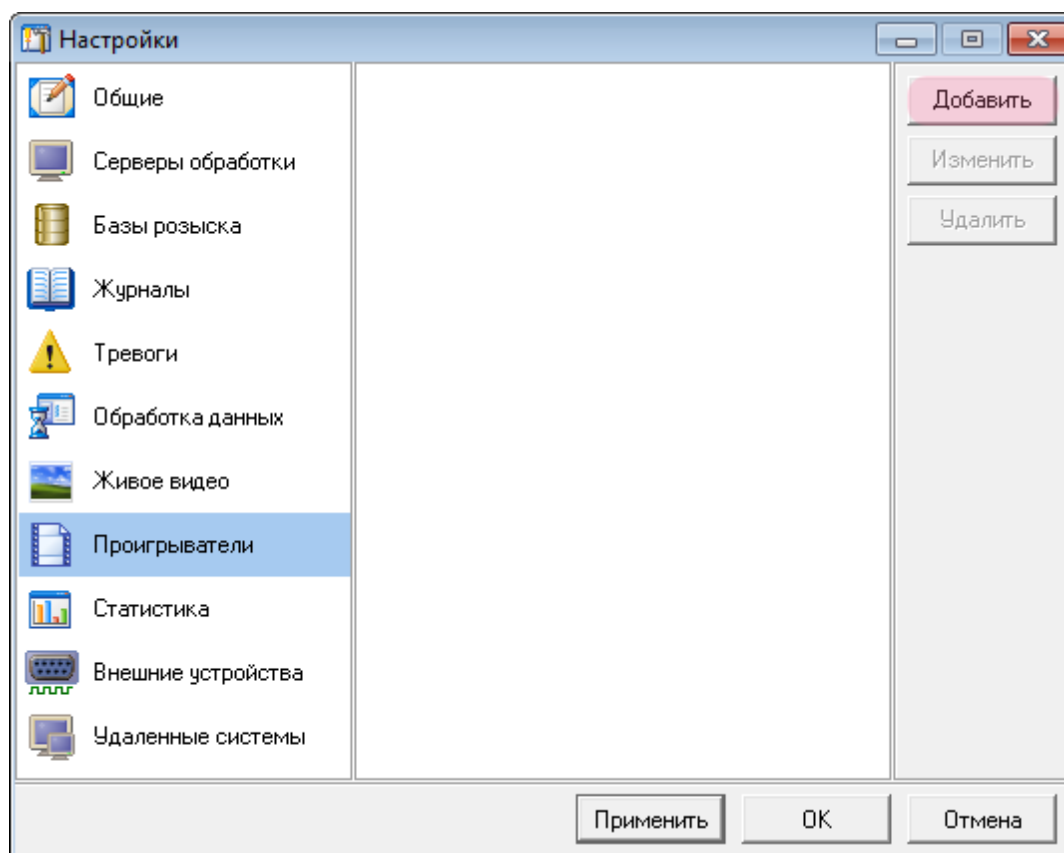 Настройки
Общие
Серверы обработки
Базы розыска
Журналы
Тревоги
Обработка данных
Живое видео
Проигрыватели
Статистика
Внешние устройства
Удаленные системы
Добавить
Изменить
Удалить
Применить
OK
Отмена